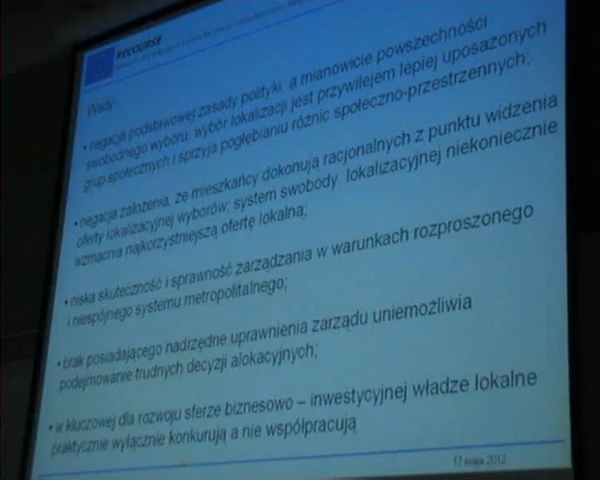 RECOURSE
Wady:
• negacja podstawowej zasady polityki, a mianowicie powszechności
swobodnego wyboru; wybór lokalizacji jest przywilejem lepiej uposażonych
grup społecznych i sprzyja pogłębianiu różnic społeczno-przestrzennych;
• negacja założenia, że mieszkańcy dokonują racjonalnych z punktu widzenia
oferty lokalizacyjnej wyborów; system swobody lokalizacyjnej niekoniecznie
wzmacnia najkorzystniejszą ofertę lokalną;
• niska skuteczność i sprawność zarządzania w warunkach rozproszonego
i niespójnego systemu metropolitalnego;
• brak posiadającego nadrzędne uprawnienia zarządu uniemożliwia
podejmowanie trudnych decyzji alokacyjnych;
• w kluczowej dla rozwoju sferze biznesowo – inwestycyjnej władze lokalne
praktycznie wyłącznie konkurują a nie współpracują
17 maja 2012